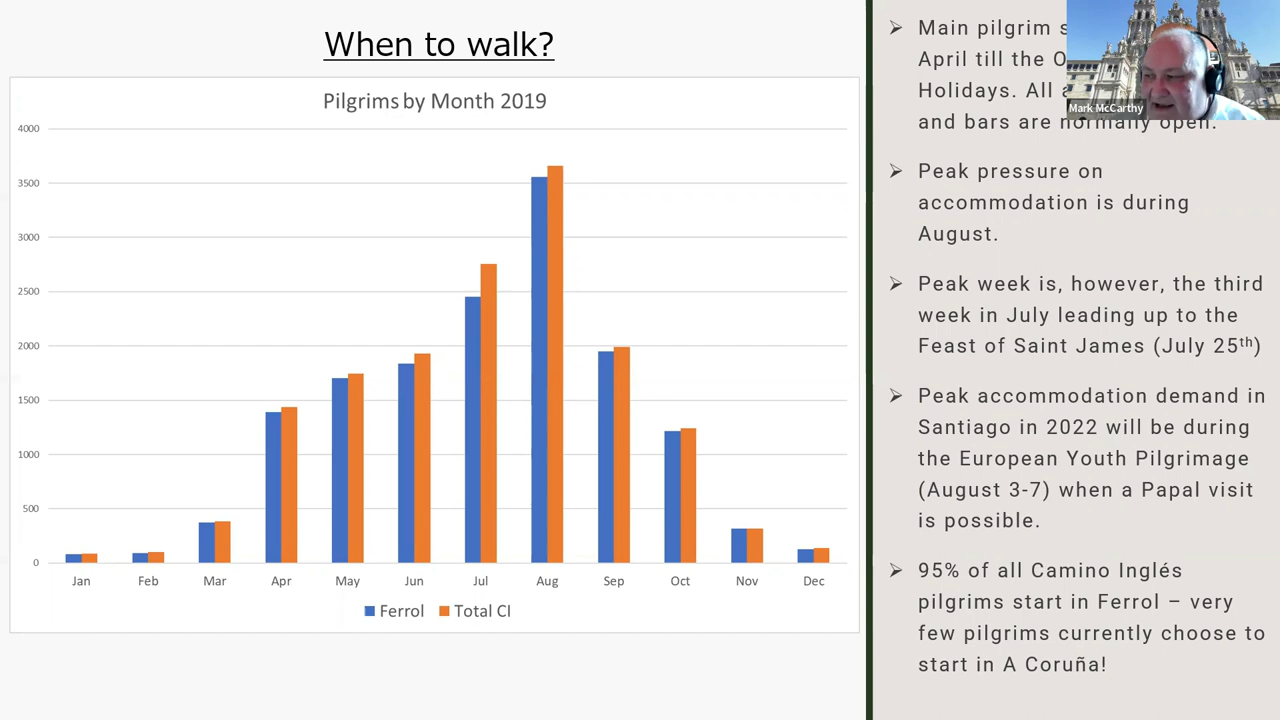 When to walk?
Pilgrims by Month 2019
4000
3500
3000
2500
2000
1500
1000
500
0
Jan Feb Mar Apr May Jun Jul Aug Sep Oct Nov Dec
Ferrol Total CI
➢ Main pilgrim
April till the
Holidays. All
and bars are normally open.
➢ Peak pressure on
accommodation is during
August.
➢ Peak week is, however, the third
week in July leading up to the
Feast of Saint James (July 25th)
➢ Peak accommodation demand in
Santiago in 2022 will be during
the European Youth Pilgrimage
(August 3-7) when a Papal visit
is possible.
➢ 95% of all Camino Inglés
pilgrims start in Ferrol – very
few pilgrims currently choose to
start in A Coruña!
Mark McCarthy